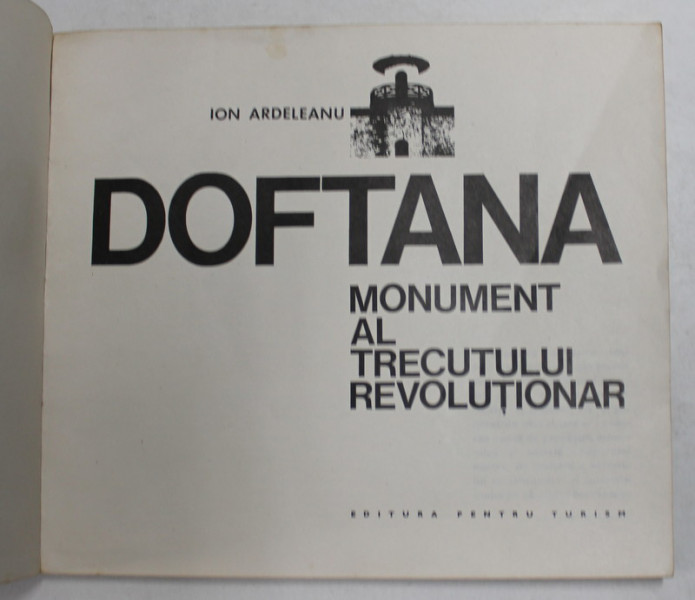 ION ARDELEANU
DOFTANA
MONUMENT
AL
TRECUTULUI
REVOLUȚIONAR
EDITURA PENTRU TURISM